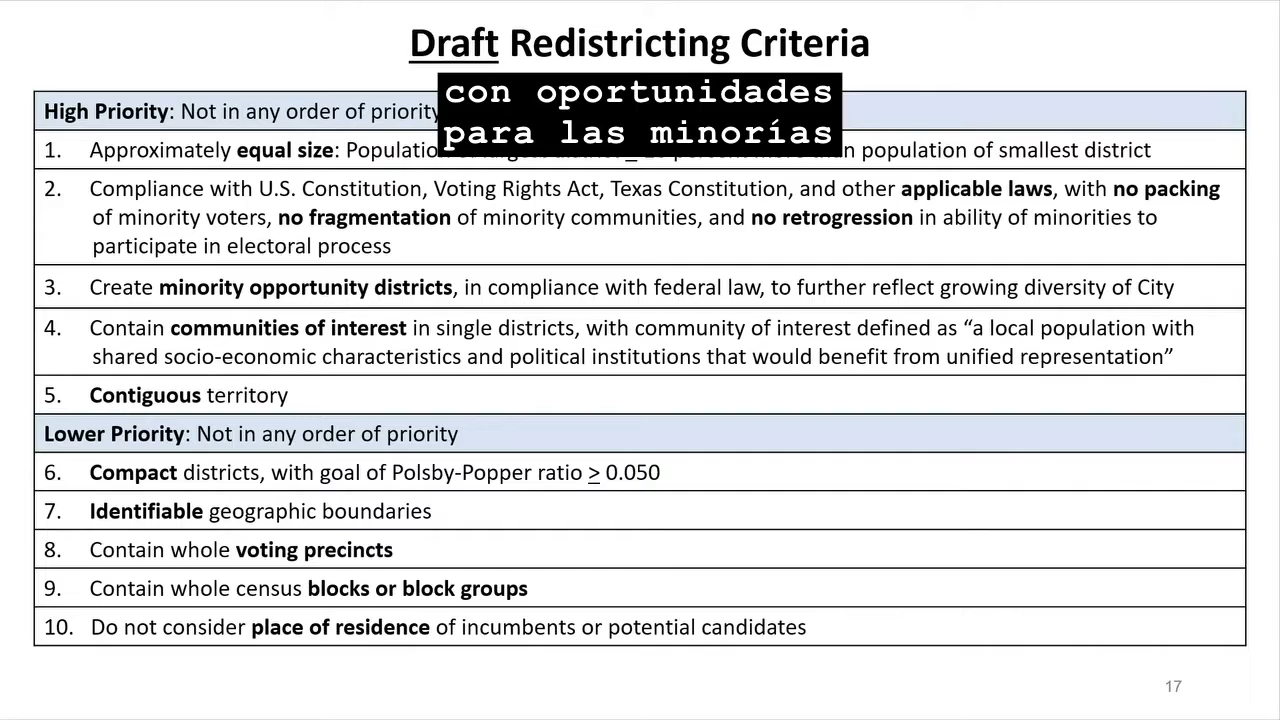 Draft Redistricting Criteria
con oportunidades
para las minorías
High Priority: Not in any order of priority
1. Approximately equal size: Population population of smallest district
2. Compliance with U.S. Constitution, Voting Rights Act, Texas Constitution, and other applicable laws, with no packing
of minority voters, no fragmentation of minority communities, and no retrogression in ability of minorities to
participate in electoral process
3. Create minority opportunity districts, in compliance with federal law, to further reflect growing diversity of City
4. Contain communities of interest in single districts, with community of interest defined as “a local population with
shared socio-economic characteristics and political institutions that would benefit from unified representation”
5. Contiguous territory
Lower Priority: Not in any order of priority
6. Compact districts, with goal of Polsby-Popper ratio ≥ 0.050
7. Identifiable geographic boundaries
8. Contain whole voting precincts
9. Contain whole census blocks or block groups
10. Do not consider place of residence of incumbents or potential candidates
17